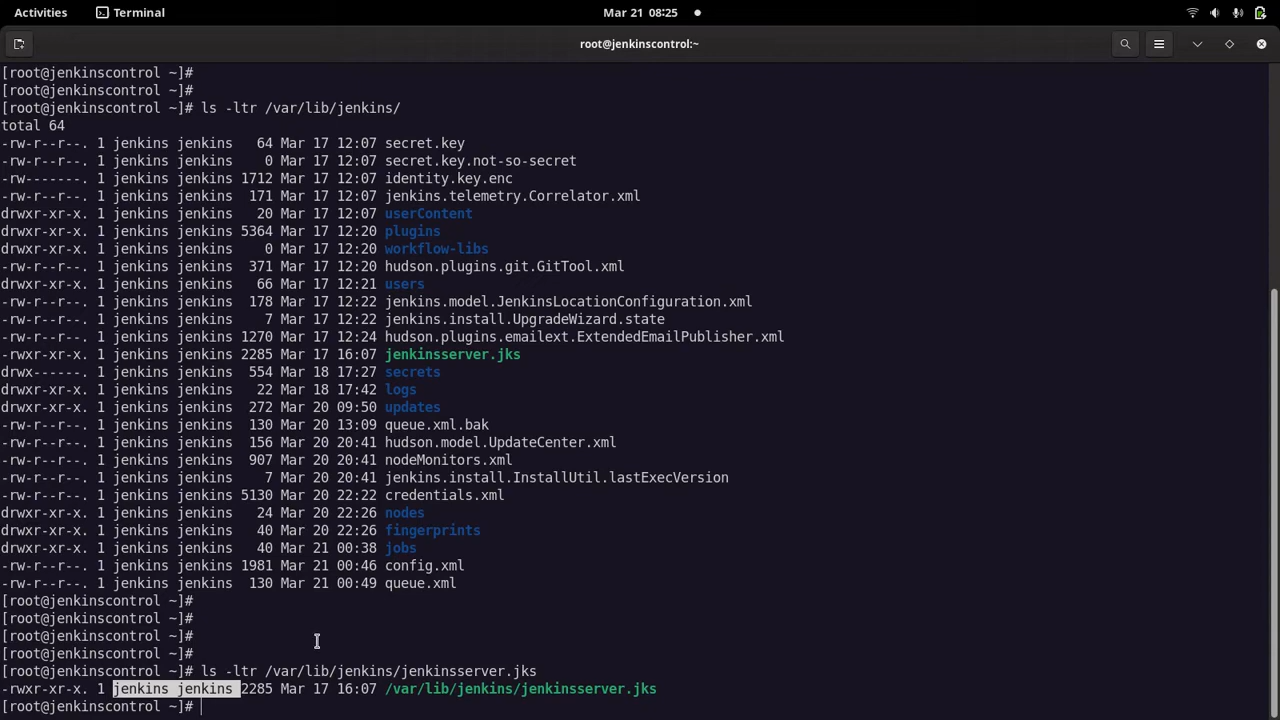 Activities Terminal Mar 21 08:25
root@jenkinscontrol:~
[root@jenkinscontrol ~]#
[root@jenkinscontrol ~]#
[root@jenkinscontrol ~]# ls -ltr /var/lib/jenkins/
total 64
-rw-r--r--. 1 jenkins jenkins   64 Mar 17 12:07 secret.key
-rw-r--r--. 1 jenkins jenkins    0 Mar 17 12:07 secret.key.not-so-secret
-rw-------. 1 jenkins jenkins 1712 Mar 17 12:07 identity.key.enc
-rw-r--r--. 1 jenkins jenkins  171 Mar 17 12:07 jenkins.telemetry.Correlator.xml
drwxr-xr-x. 1 jenkins jenkins   20 Mar 17 12:07 userContent
drwxr-xr-x. 1 jenkins jenkins 5364 Mar 17 12:20 plugins
drwxr-xr-x. 1 jenkins jenkins    0 Mar 17 12:20 workflow-libs
-rw-r--r--. 1 jenkins jenkins  371 Mar 17 12:20 hudson.plugins.git.GitTool.xml
drwxr-xr-x. 1 jenkins jenkins   66 Mar 17 12:21 users
-rw-r--r--. 1 jenkins jenkins  178 Mar 17 12:22 jenkins.model.JenkinsLocationConfiguration.xml
-rw-r--r--. 1 jenkins jenkins    7 Mar 17 12:22 jenkins.install.UpgradeWizard.state
-rw-r--r--. 1 jenkins jenkins 1270 Mar 17 12:24 hudson.plugins.emailext.ExtendedEmailPublisher.xml
-rwxr-xr-x. 1 jenkins jenkins 2285 Mar 17 16:07 jenkinsserver.jks
drwx------. 1 jenkins jenkins  554 Mar 18 17:27 secrets
drwxr-xr-x. 1 jenkins jenkins   22 Mar 18 17:42 logs
drwxr-xr-x. 1 jenkins jenkins  272 Mar 20 09:50 updates
-rw-r--r--. 1 jenkins jenkins  130 Mar 20 13:09 queue.xml.bak
-rw-r--r--. 1 jenkins jenkins  156 Mar 20 20:41 hudson.model.UpdateCenter.xml
-rw-r--r--. 1 jenkins jenkins  907 Mar 20 20:41 nodeMonitors.xml
-rw-r--r--. 1 jenkins jenkins    7 Mar 20 20:41 jenkins.install.InstallUtil.lastExecVersion
-rw-r--r--. 1 jenkins jenkins 5130 Mar 20 22:22 credentials.xml
drwxr-xr-x. 1 jenkins jenkins   24 Mar 20 22:26 nodes
drwxr-xr-x. 1 jenkins jenkins   40 Mar 20 22:26 fingerprints
drwxr-xr-x. 1 jenkins jenkins   40 Mar 21 00:38 jobs
-rw-r--r--. 1 jenkins jenkins 1981 Mar 21 00:46 config.xml
-rw-r--r--. 1 jenkins jenkins  130 Mar 21 00:49 queue.xml
[root@jenkinscontrol ~]#
[root@jenkinscontrol ~]#
[root@jenkinscontrol ~]#
[root@jenkinscontrol ~]#
[root@jenkinscontrol ~]# ls -ltr /var/lib/jenkins/jenkinsserver.jks
-rwxr-xr-x. 1 jenkins jenkins 2285 Mar 17 16:07 /var/lib/jenkins/jenkinsserver.jks
[root@jenkinscontrol ~]#